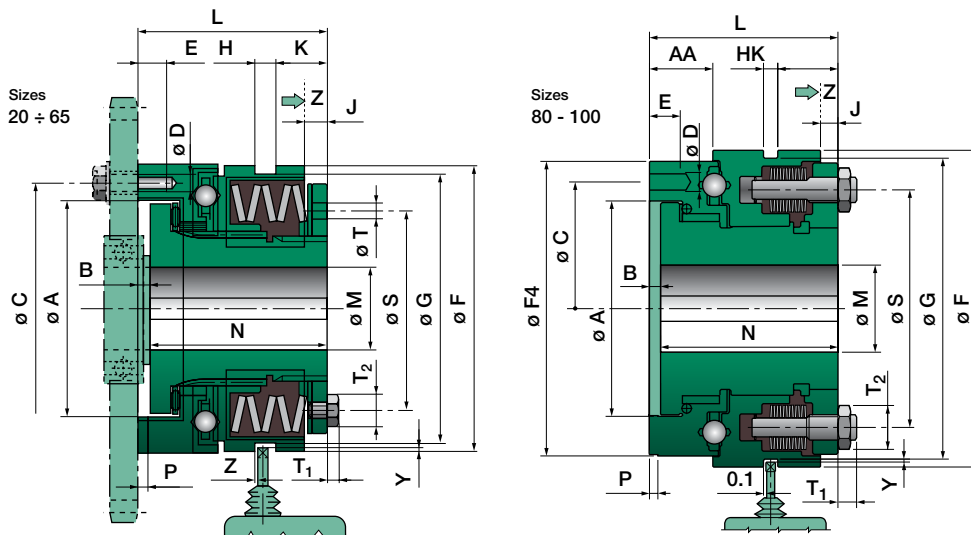 L
E H K
Z
J
Sizes
20 ÷ 65
ø D
B
ø C
ø A
N
ø M
ø T
ø S
ø G
ø F
T2
P
Z
T1
Y
L
AA HK
Z
J
E
Sizes
80 - 100
ø D
ø C
B
ø F4
ø A
N
ø M
ø S
ø G
ø F
T2
P
0.1
T1
Y